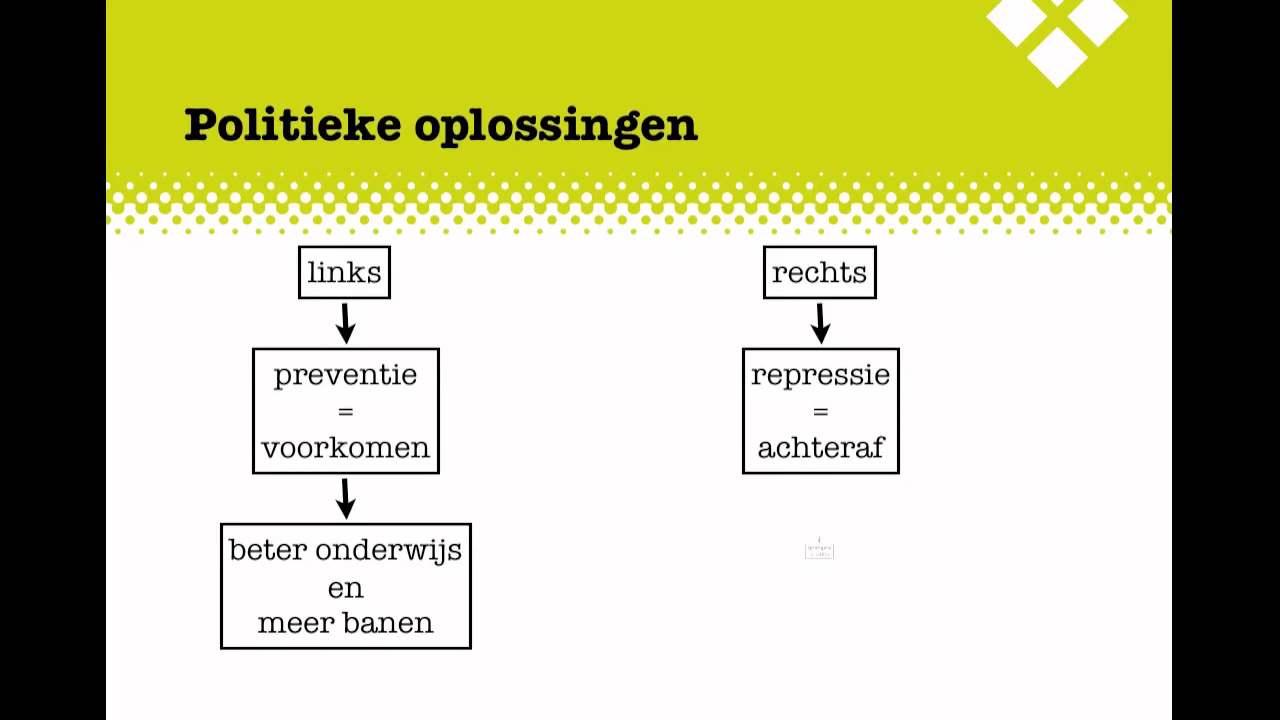 Politieke oplossingen
links
preventie
=
voorkomen
beter onderwijs
en
meer banen
rechts
repressie
=
achteraf